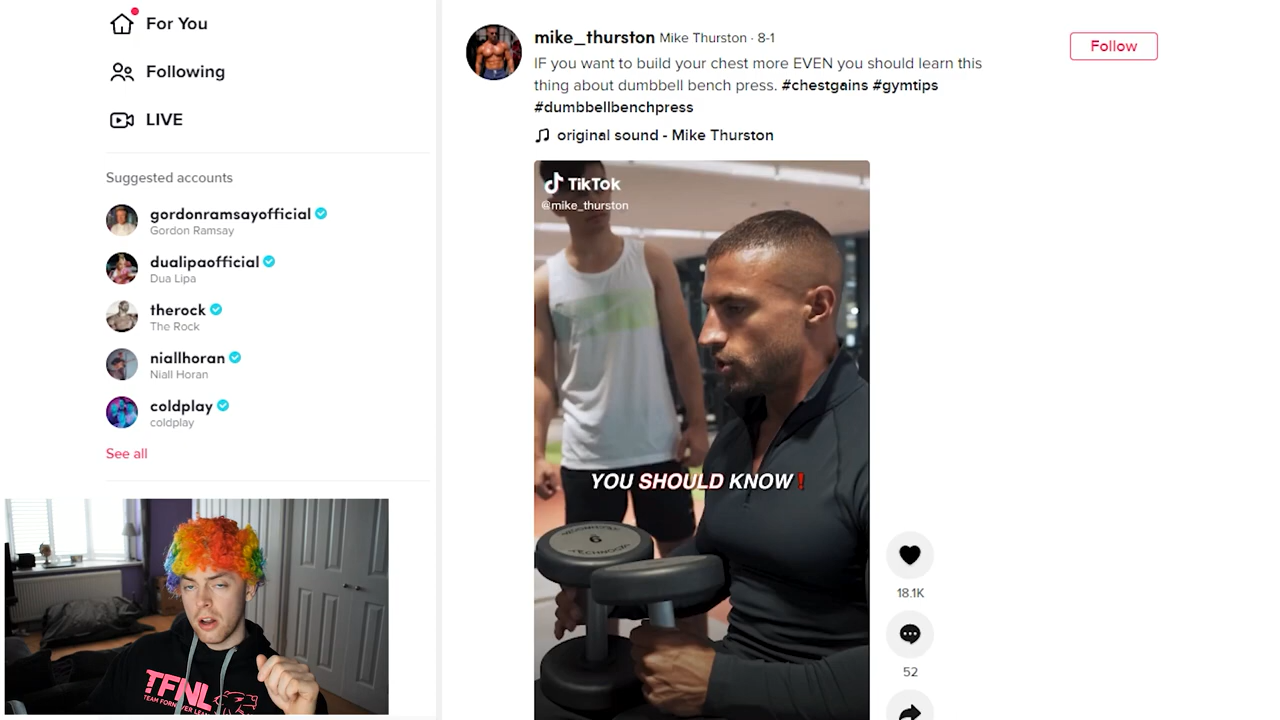 For You
Following
LIVE
Suggested accounts
gordonramsayofficial
Gordon Ramsay
dualipaofficial
Dua Lipa
therock
The Rock
niallhoran
Niall Horan
coldplay
coldplay
See all
TFNL
mike_thurston Mike Thurston · 8-1
Follow
IF you want to build your chest more EVEN you should learn this
thing about dumbbell bench press. #chestgains #gymtips
#dumbbellbenchpress
original sound - Mike Thurston
TikTok
@mike_thurston
YOU SHOULD KNOW❗
18.1K
52